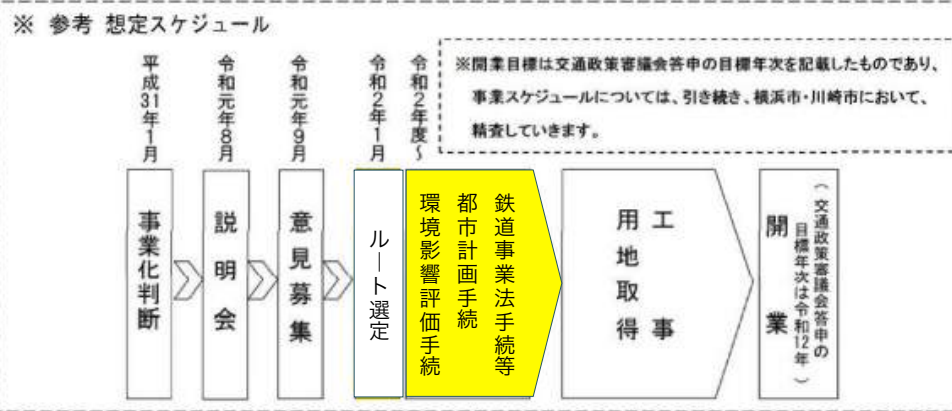 ※ 参考 想定スケジュール
※開業目標は交通政策審議会答申の目標年次を記載したものであり、
事業スケジュールについては、引き続き、横浜市・川崎市において、
精査していきます。
平成31年1月
令和元年8月
令和元年9月
令和2年1月
令和2年度～
事業化判断
説明会
意見募集
ルート選定
環境影響評価手続
都市計画手続
鉄道事業法手続等
用地取得
工事
開業
（交通政策審議会答申の
目標年次は令和12年）